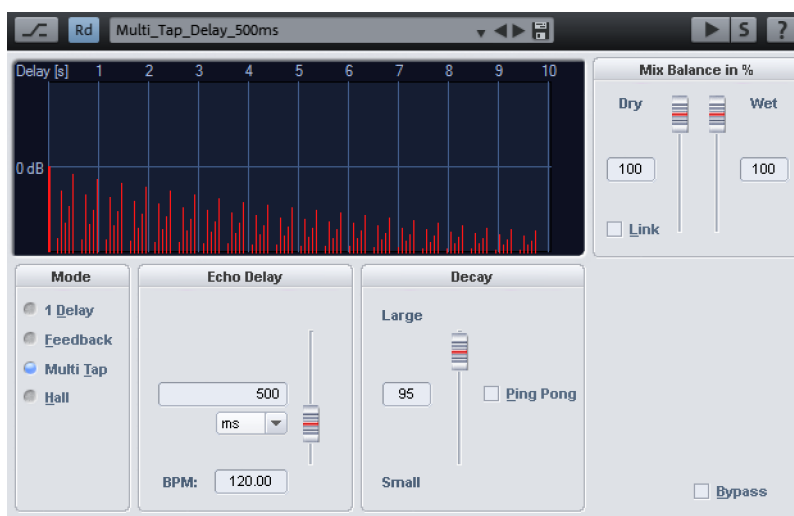 Rd Multi_Tap_Delay_500ms S ?
Delay [s] 1 2 3 4 5 6 7 8 9 10
0 dB
Mix Balance in %
Dry Wet
100 100
Link
Mode
1 Delay
Feedback
Multi Tap
Hall
Echo Delay
500
ms
BPM: 120.00
Decay
Large
95 Ping Pong
Small
Bypass